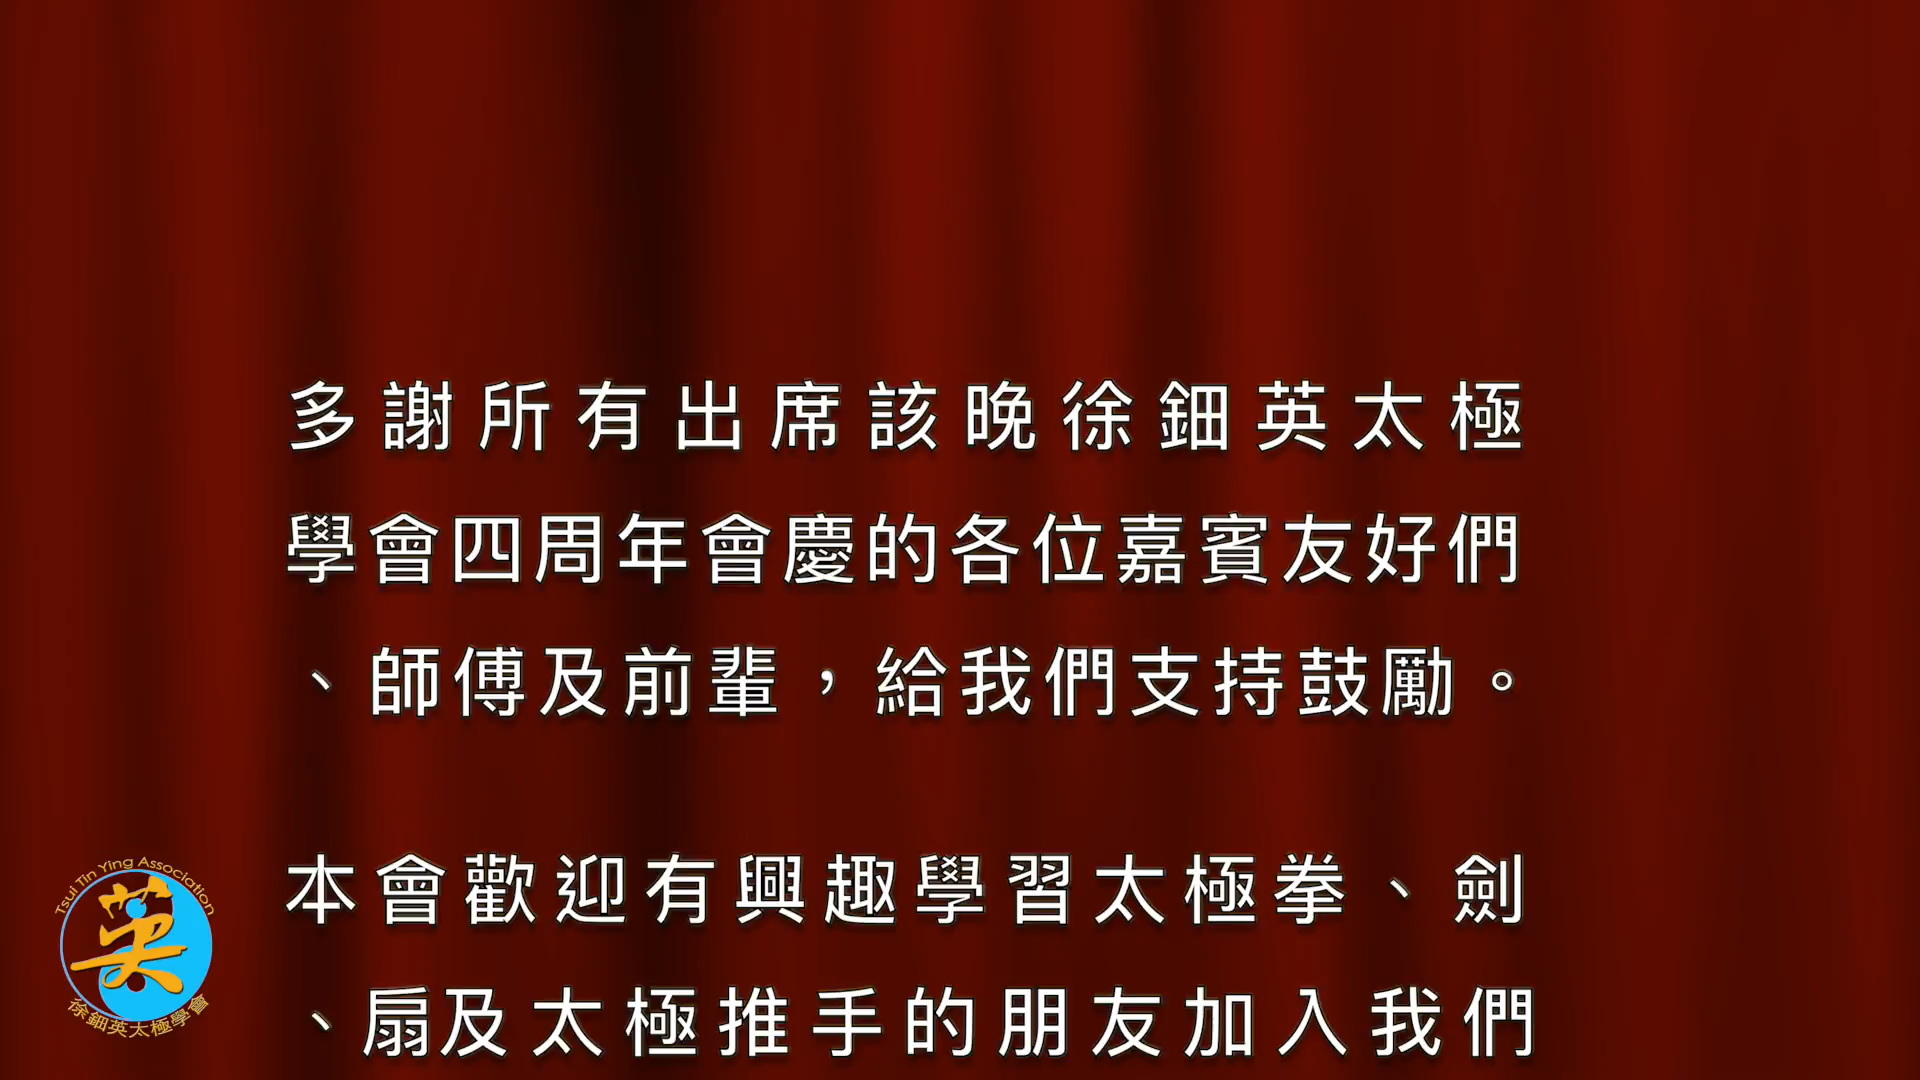 多謝所有出席該晚徐鈿英太極
學會四周年會慶的各位嘉賓友好們
、師傅及前輩，給我們支持鼓勵。
本會歡迎有興趣學習太極拳、劍
、扇及太極推手的朋友加入我們
Tsui Tin Ying Association
英
徐鈿英太極學會